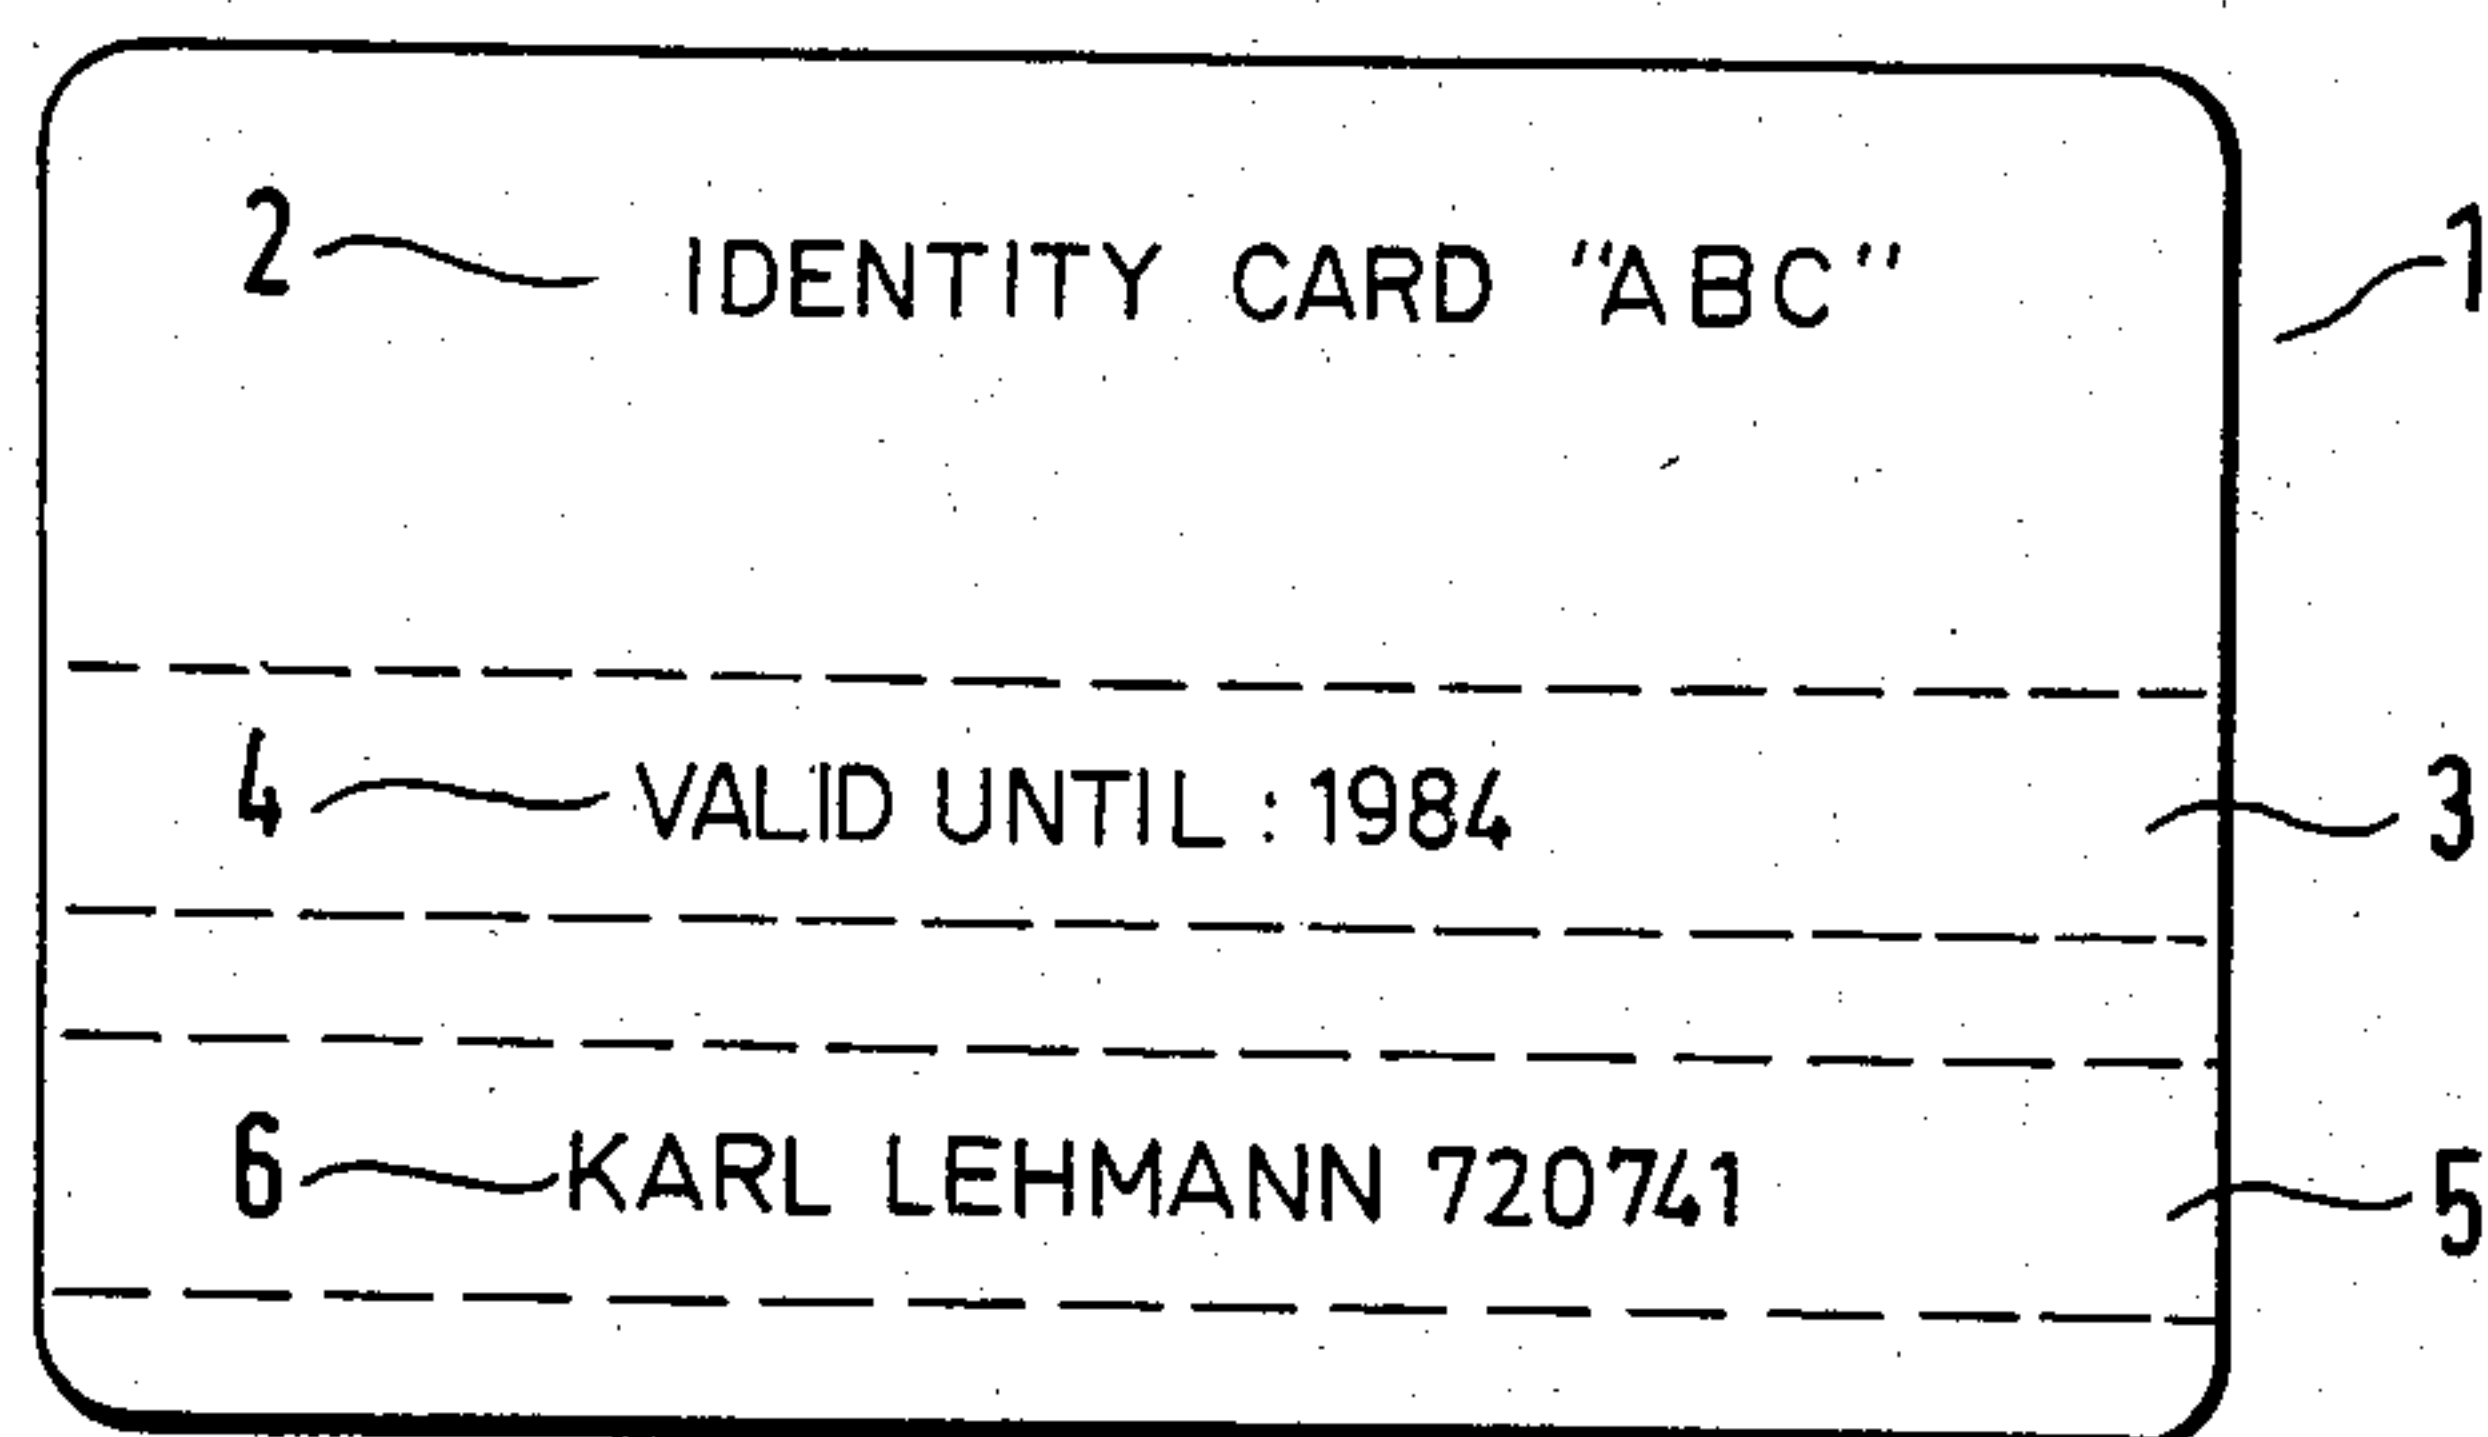 2 IDENTITY CARD "ABC" 1
4 VALID UNTIL : 1984 3
6 KARL LEHMANN 720741 5